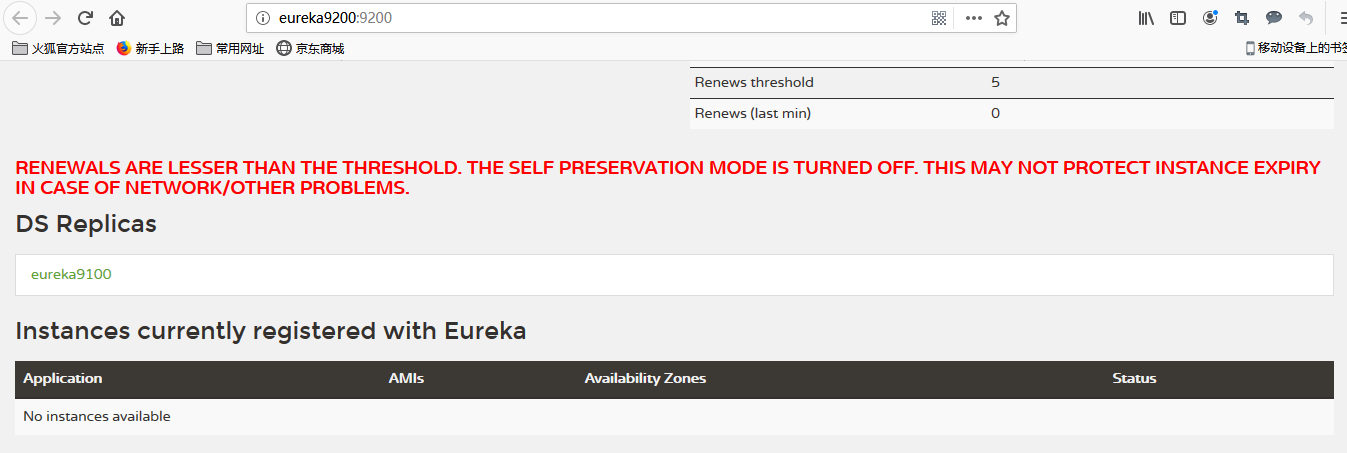 eureka9200:9200
火狐官方站点 新手上路 常用网址 京东商城 移动设备上的书签
Renews threshold 5
Renews (last min) 0
RENEWALS ARE LESSER THAN THE THRESHOLD. THE SELF PRESERVATION MODE IS TURNED OFF. THIS MAY NOT PROTECT INSTANCE EXPIRY
IN CASE OF NETWORK/OTHER PROBLEMS.
DS Replicas
eureka9100
Instances currently registered with Eureka
Application AMIs Availability Zones Status
No instances available